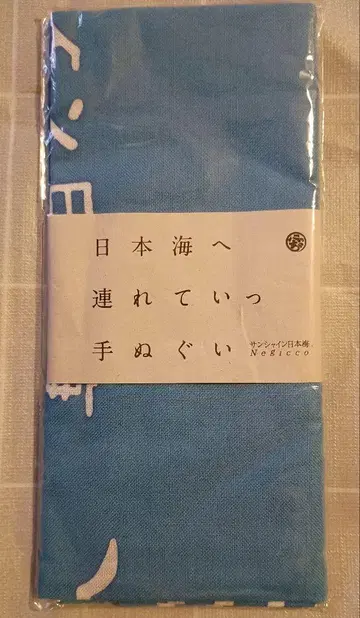 日本海へ
連れていっ
手ぬぐい
サンシャイン日本海
Negicco